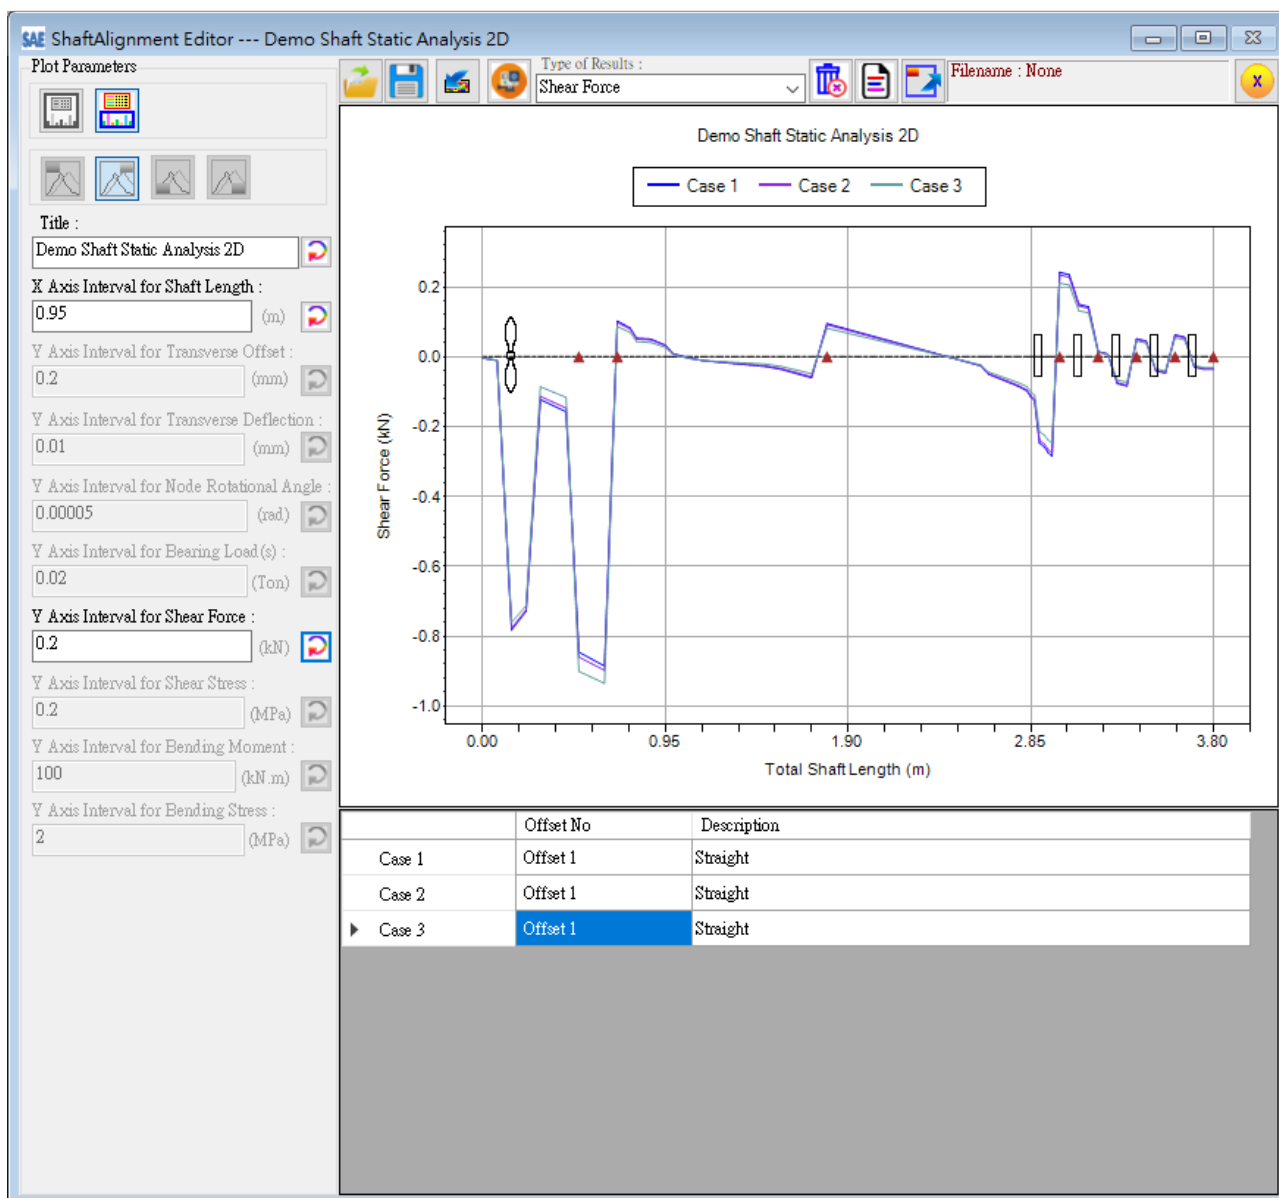 SAE ShaftAlignment Editor --- Demo Shaft Static Analysis 2D
Plot Parameters
Type of Results :
Shear Force
Filename : None
X
Title :
Demo Shaft Static Analysis 2D
X Axis Interval for Shaft Length :
0.95 (m)
Y Axis Interval for Transverse Offset :
0.2 (mm)
Y Axis Interval for Transverse Deflection :
0.01 (mm)
Y Axis Interval for Node Rotational Angle :
0.00005 (rad)
Y Axis Interval for Bearing Load(s) :
0.02 (Ton)
Y Axis Interval for Shear Force :
0.2 (kN)
Y Axis Interval for Shear Stress :
0.2 (MPa)
Y Axis Interval for Bending Moment :
100 (kN.m)
Y Axis Interval for Bending Stress :
2 (MPa)
Demo Shaft Static Analysis 2D
Case 1 Case 2 Case 3
0.2
0.0
-0.2
-0.4
-0.6
-0.8
-1.0
Shear Force (kN)
0.00 0.95 1.90 2.85 3.80
Total Shaft Length (m)
Offset No Description
Case 1 Offset 1 Straight
Case 2 Offset 1 Straight
Case 3 Offset 1 Straight